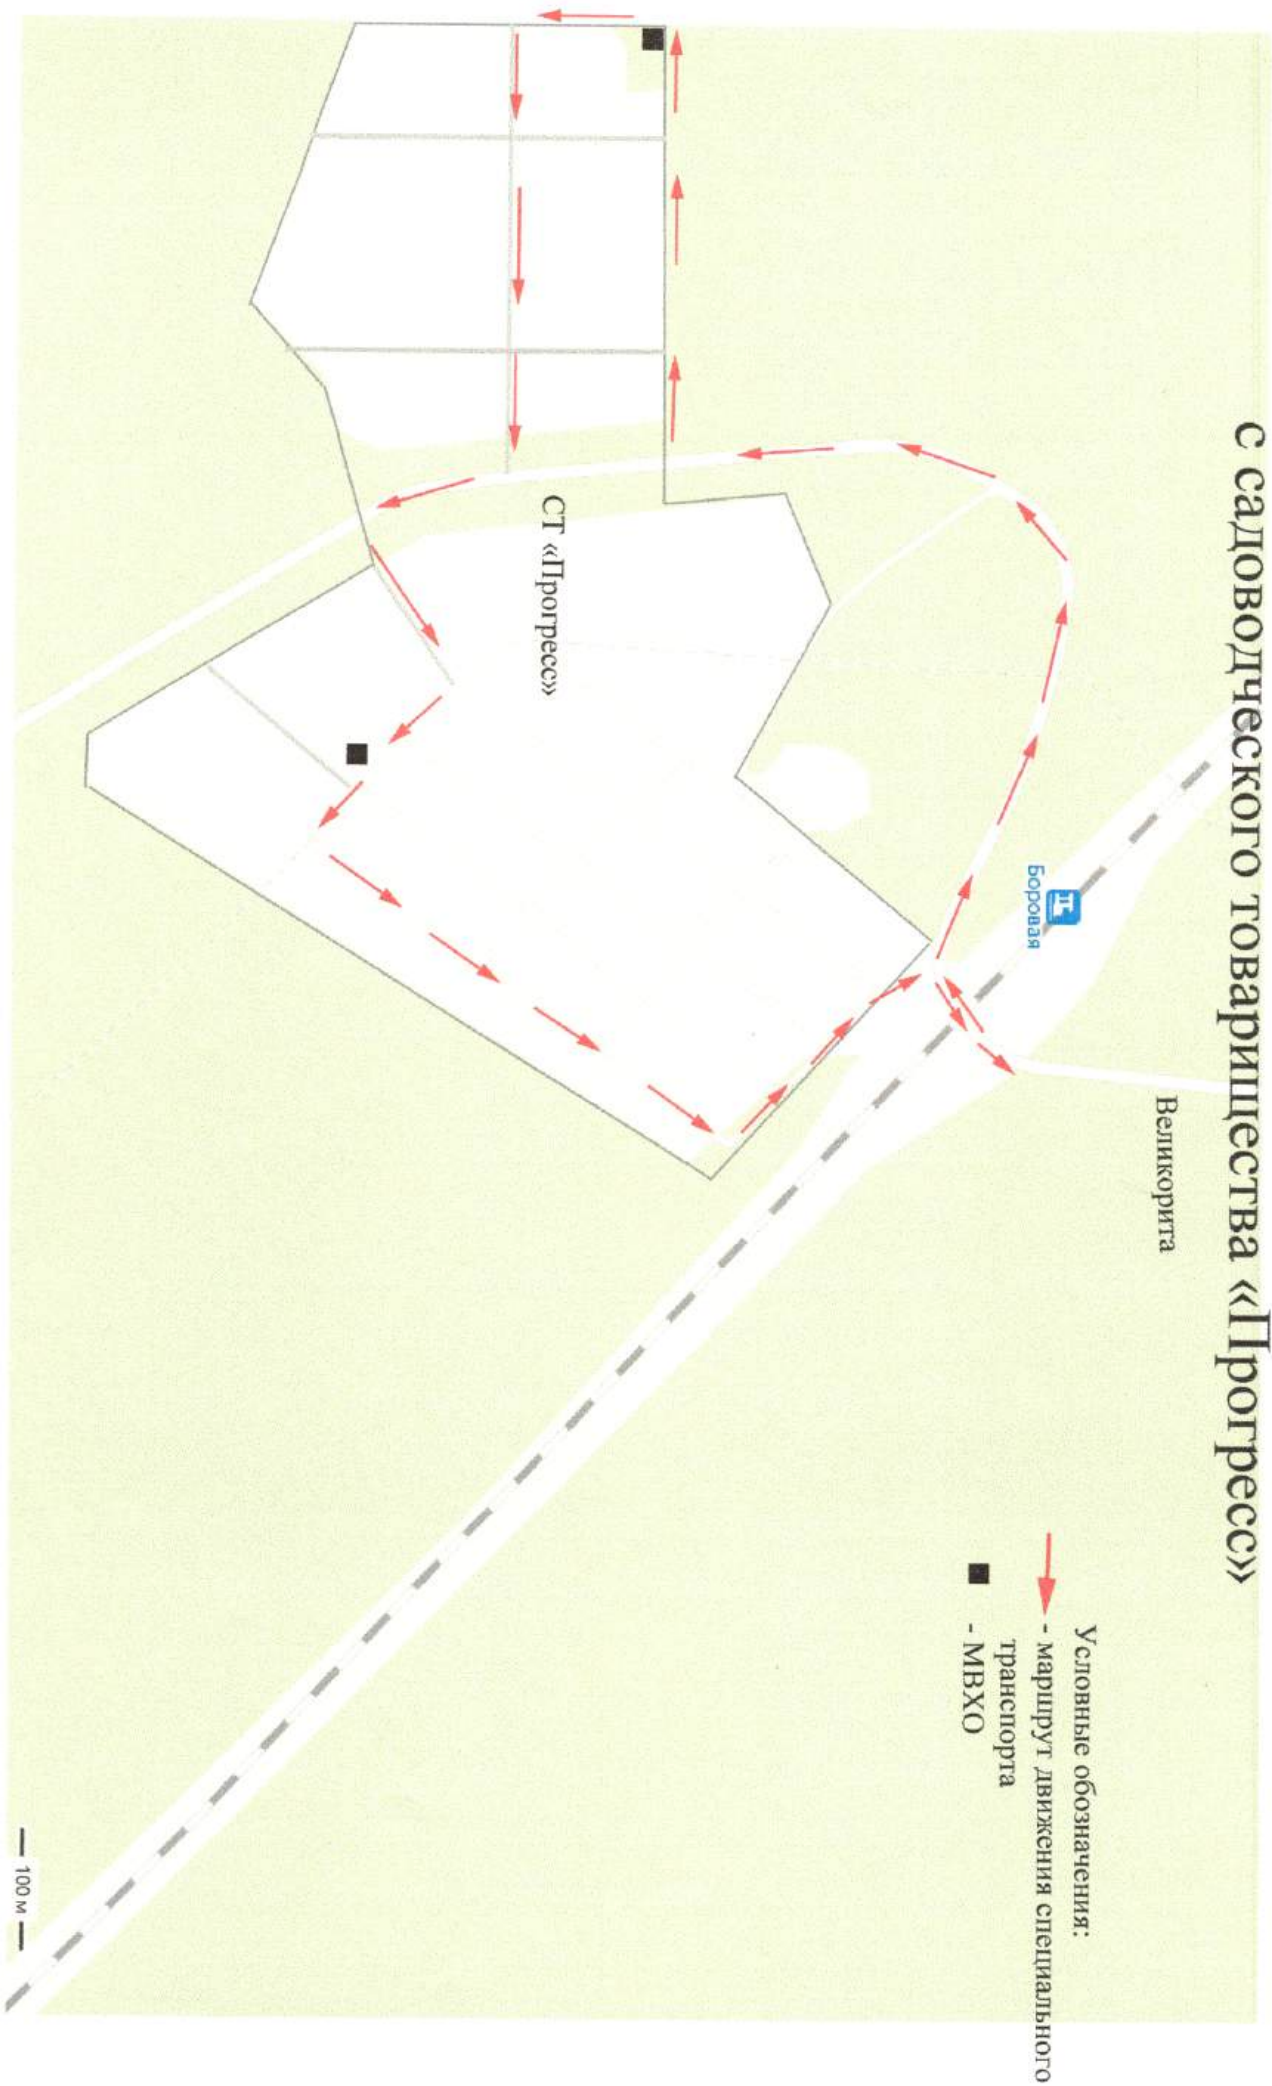 с садоводческого товарищества «Прогресс»
Великорита
Боровая
СТ «Прогресс»
Условные обозначения:
- маршрут движения специального
транспорта
- МВХО
100 м